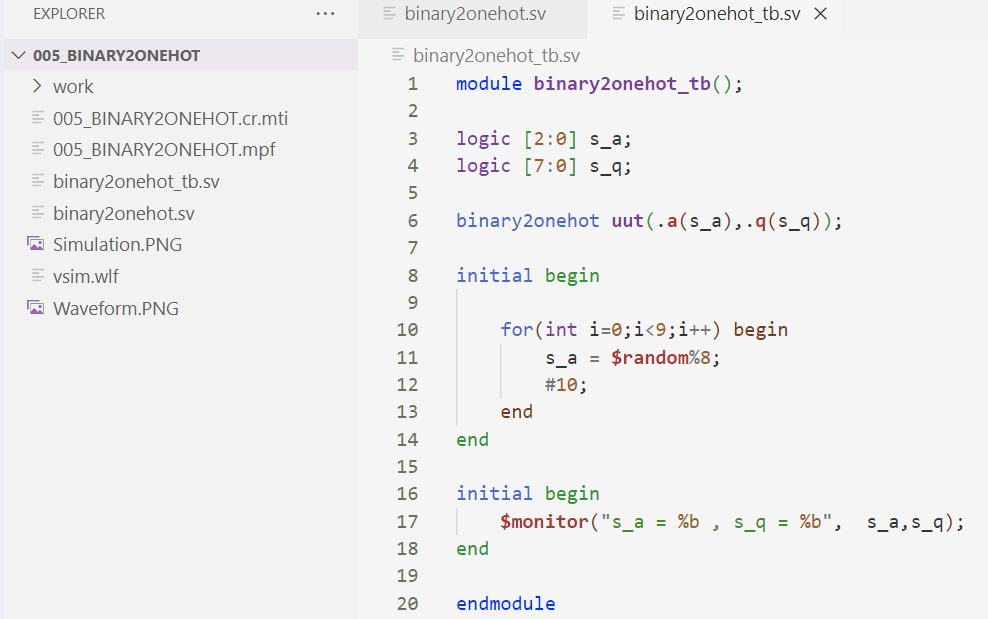 EXPLORER ···
005_BINARY2ONEHOT
work
005_BINARY2ONEHOT.cr.mti
005_BINARY2ONEHOT.mpf
binary2onehot_tb.sv
binary2onehot.sv
Simulation.PNG
vsim.wlf
Waveform.PNG
binary2onehot.sv binary2onehot_tb.sv
binary2onehot_tb.sv
1 module binary2onehot_tb();
2
3 logic [2:0] s_a;
4 logic [7:0] s_q;
5
6 binary2onehot uut(.a(s_a),.q(s_q));
7
8 initial begin
9
10     for(int i=0;i<9;i++) begin
11         s_a = $random%8;
12         #10;
13     end
14 end
15
16 initial begin
17     $monitor("s_a = %b , s_q = %b",  s_a,s_q);
18 end
19
20 endmodule